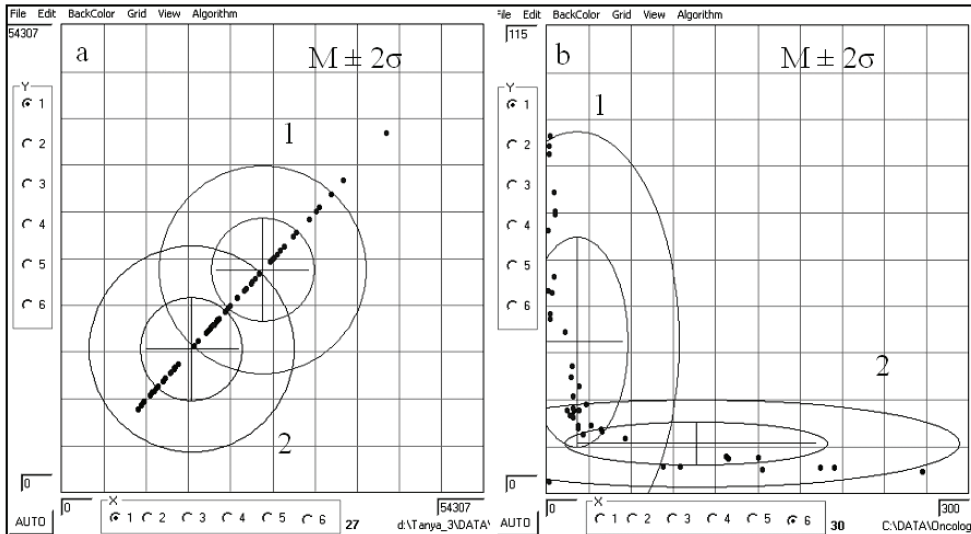 File Edit BackColor Grid View Algorithm
54307
a
M ± 2σ
Y
1
2
3
4
5
6
1
2
0
0
54307
X
1 2 3 4 5 6
27
d:\Tanya_3\DATA\
AUTO
File Edit BackColor Grid View Algorithm
115
b
M ± 2σ
Y
1
2
3
4
5
6
1
2
0
0
300
X
1 2 3 4 5 6
30
C:\DATA\Oncolog
AUTO